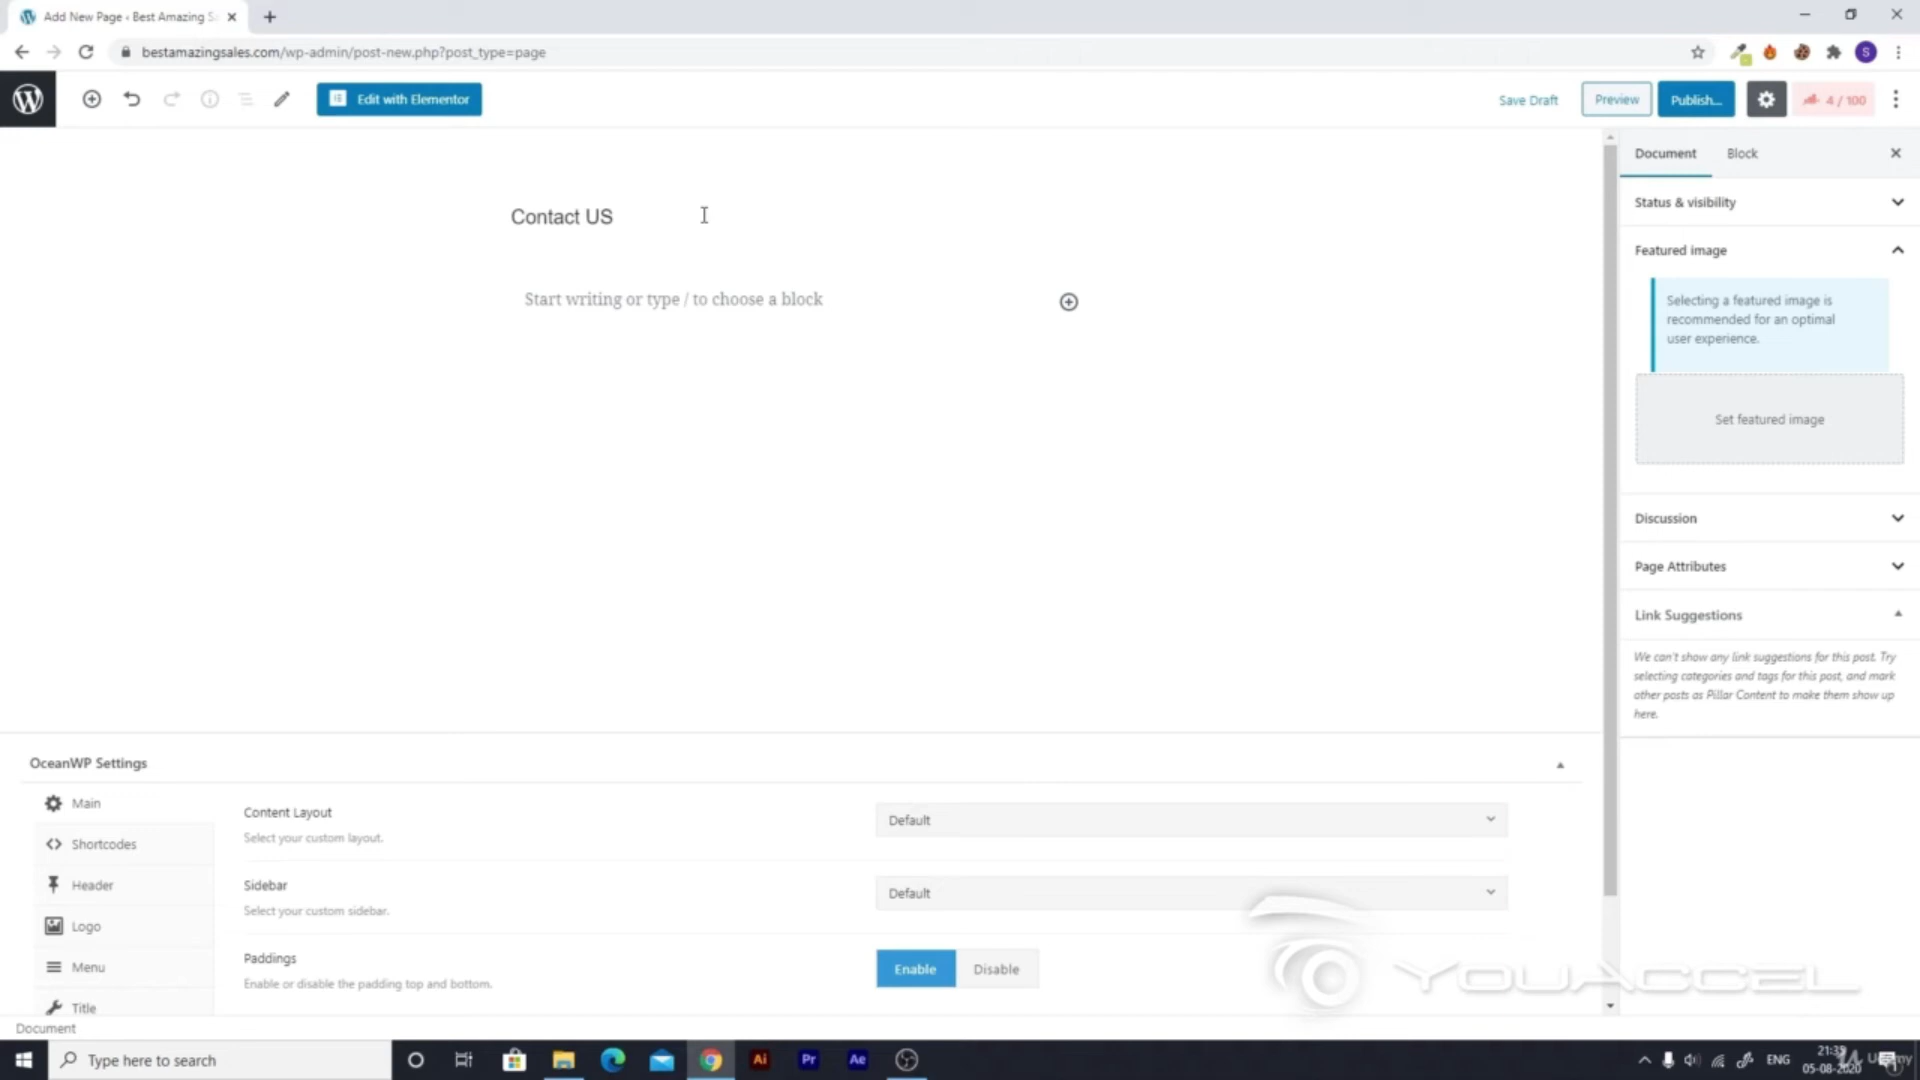 Add New Page ‹ Best Amazing S
bestamazingsales.com/wp-admin/post-new.php?post_type=page
S
Edit with Elementor
Save Draft
Preview
Publish...
4 / 100
Contact US
Start writing or type / to choose a block
Document
Block
Status & visibility
Featured image
Selecting a featured image is
recommended for an optimal
user experience.
Set featured image
Discussion
Page Attributes
Link Suggestions
We can't show any link suggestions for this post. Try
selecting categories and tags for this post, and mark
other posts as Pillar Content to make them show up
here.
OceanWP Settings
Main
Shortcodes
Header
Logo
Menu
Title
Content Layout
Select your custom layout.
Default
Sidebar
Select your custom sidebar.
Default
Paddings
Enable or disable the padding top and bottom.
Enable
Disable
YOUACCEL
Document
Type here to search
Ai
Pr
Ae
ENG
05-08-2020